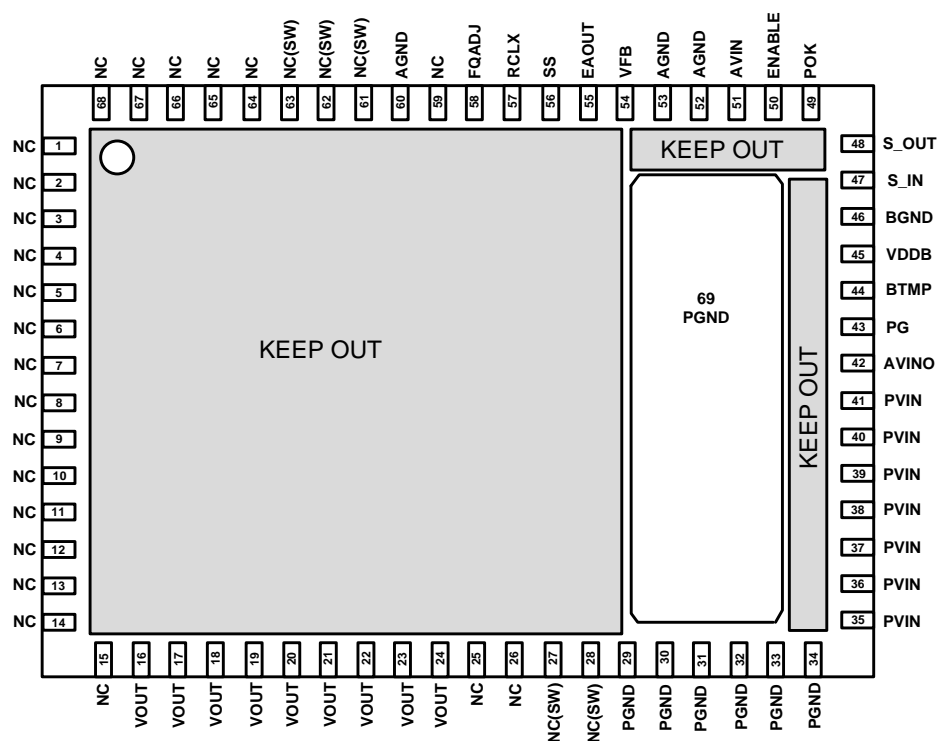 NC
NC
NC
NC
NC
NC(SW)
NC(SW)
NC(SW)
AGND
NC
FQADJ
RCLX
SS
EAOUT
VFB
AGND
AGND
AVIN
ENABLE
POK
68
67
66
65
64
63
62
61
60
59
58
57
56
55
54
53
52
51
50
49
NC 1
KEEP OUT
48 S_OUT
NC 2
47 S_IN
NC 3
46 BGND
NC 4
45 VDDB
NC 5
44 BTMP
69
PGND
NC 6
43 PG
KEEP OUT
NC 7
42 AVINO
NC 8
41 PVIN
KEEP OUT
NC 9
40 PVIN
NC 10
39 PVIN
NC 11
38 PVIN
NC 12
37 PVIN
NC 13
36 PVIN
NC 14
35 PVIN
15
16
17
18
19
20
21
22
23
24
25
26
27
28
29
30
31
32
33
34
NC
VOUT
VOUT
VOUT
VOUT
VOUT
VOUT
VOUT
VOUT
VOUT
NC
NC
NC(SW)
NC(SW)
PGND
PGND
PGND
PGND
PGND
PGND